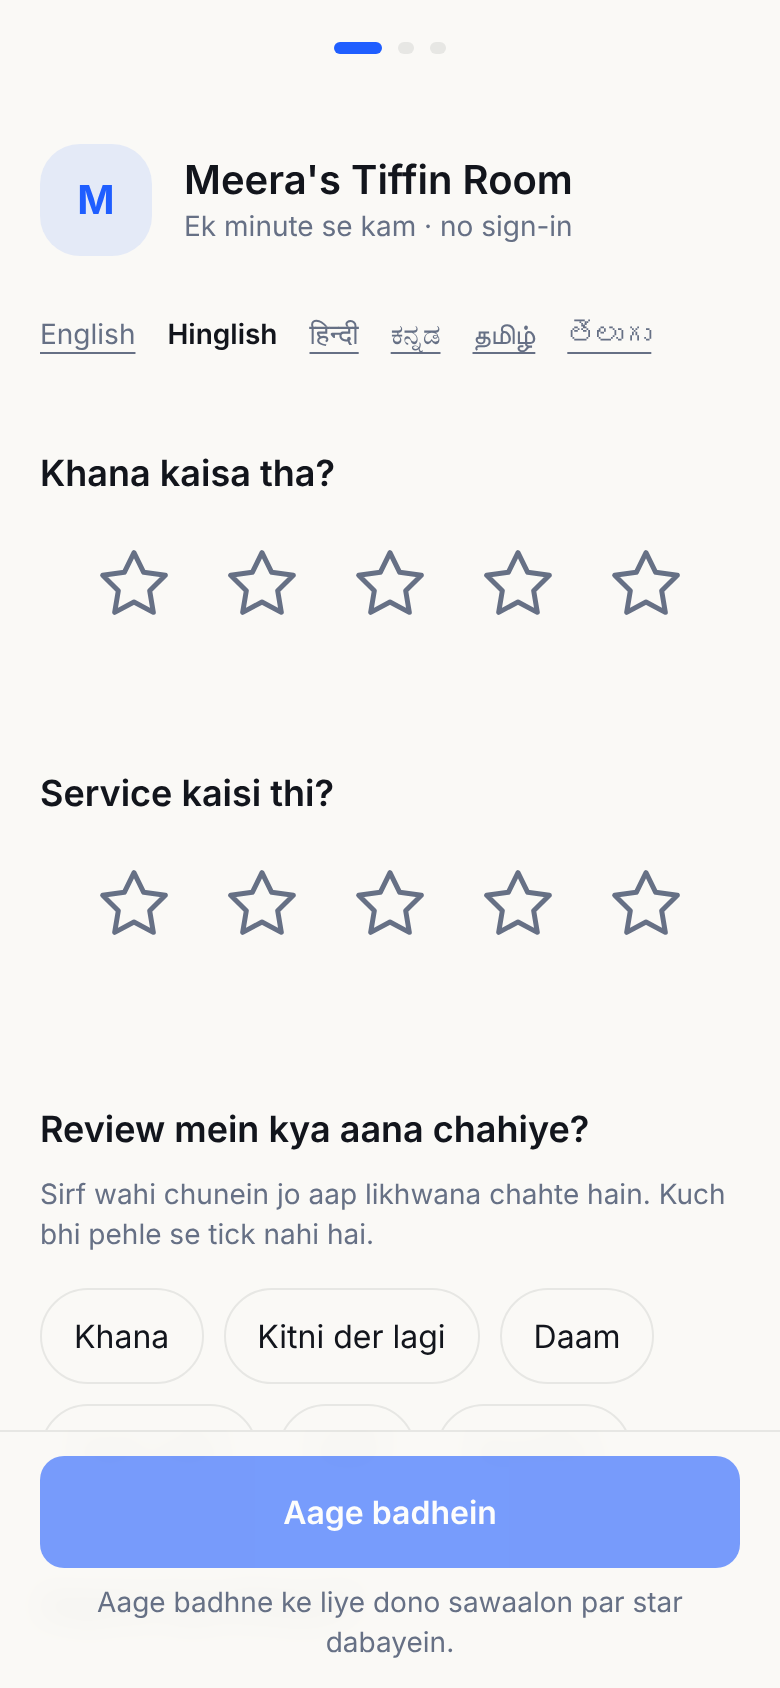 M
Meera's Tiffin Room
Ek minute se kam · no sign-in
English Hinglish हिन्दी ಕನ್ನಡ தமிழ் తెలుగు
Khana kaisa tha?
Service kaisi thi?
Review mein kya aana chahiye?
Sirf wahi chunein jo aap likhwana chahte hain. Kuch
bhi pehle se tick nahi hai.
Khana Kitni der lagi Daam
Aage badhein
Aage badhne ke liye dono sawaalon par star
dabayein.